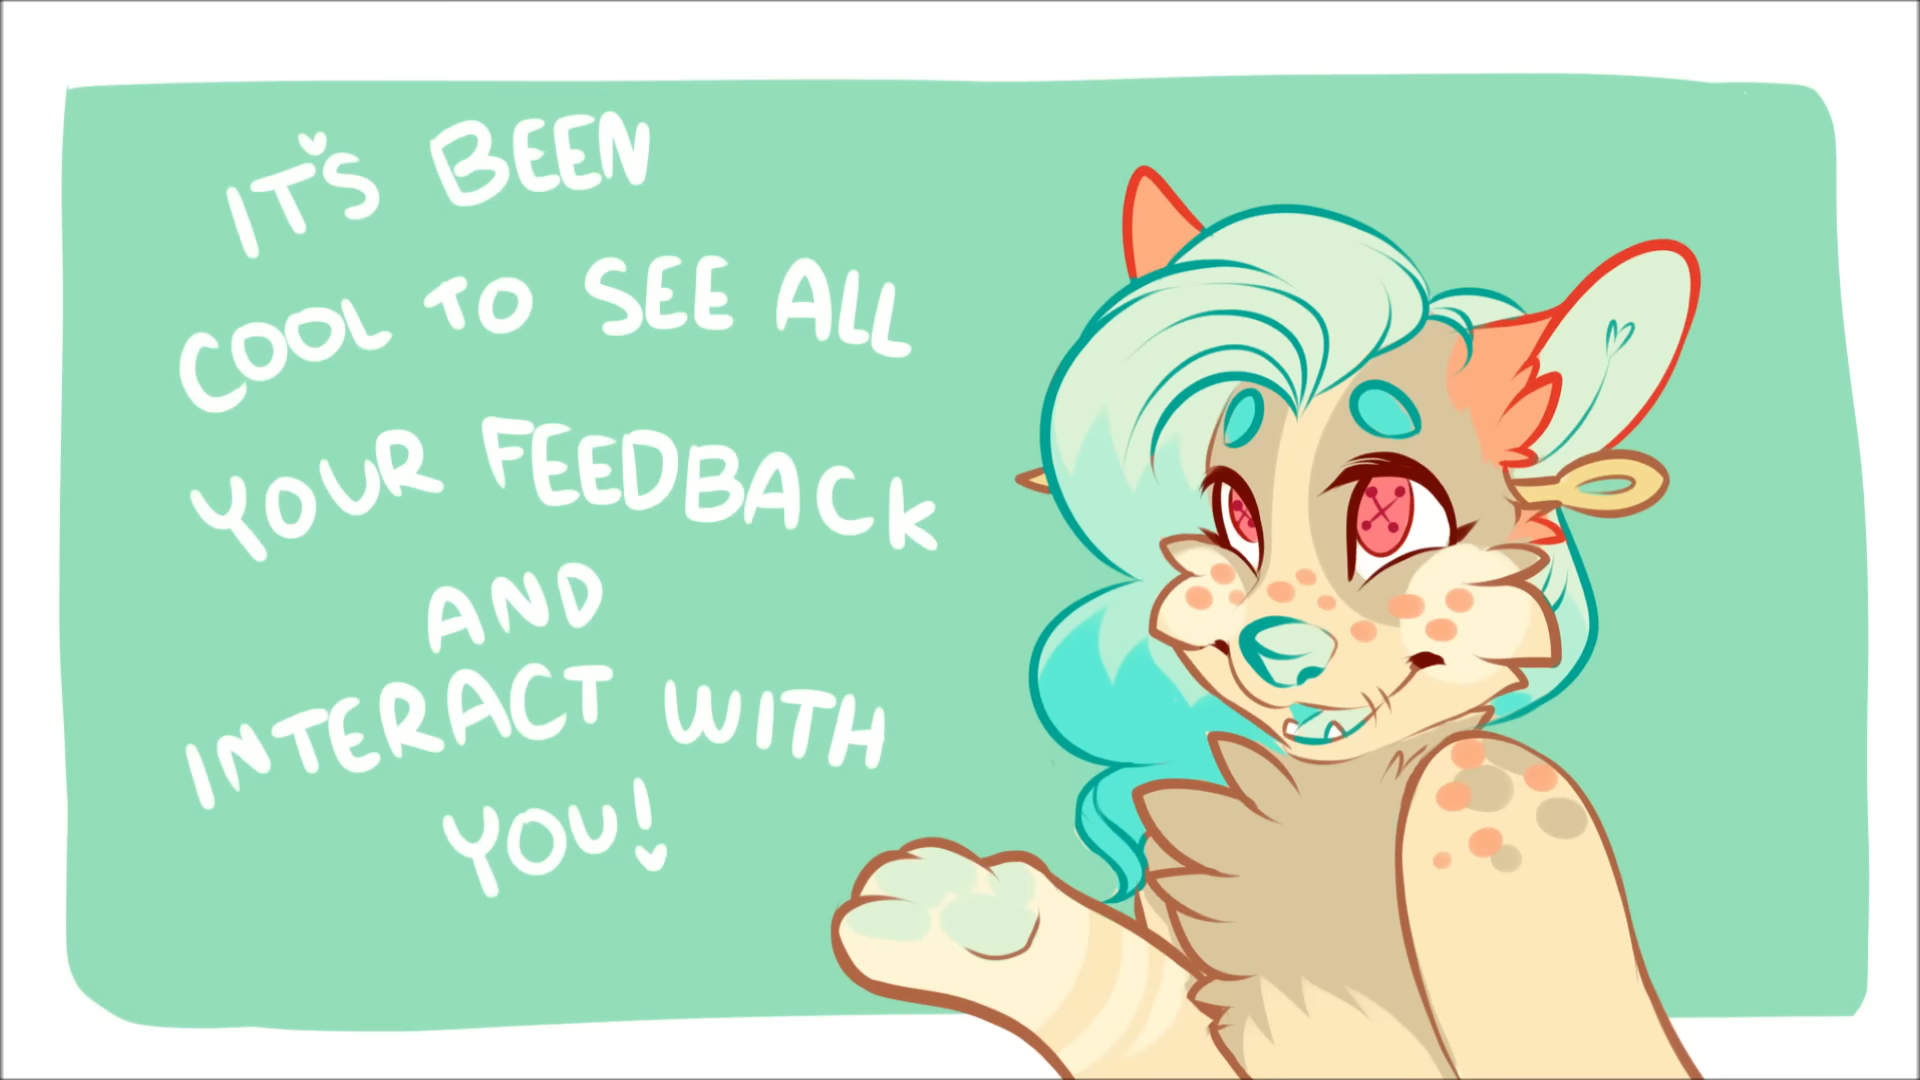 IT'S BEEN
COOL TO SEE ALL
YOUR FEEDBACK
AND
INTERACT WITH
YOU!